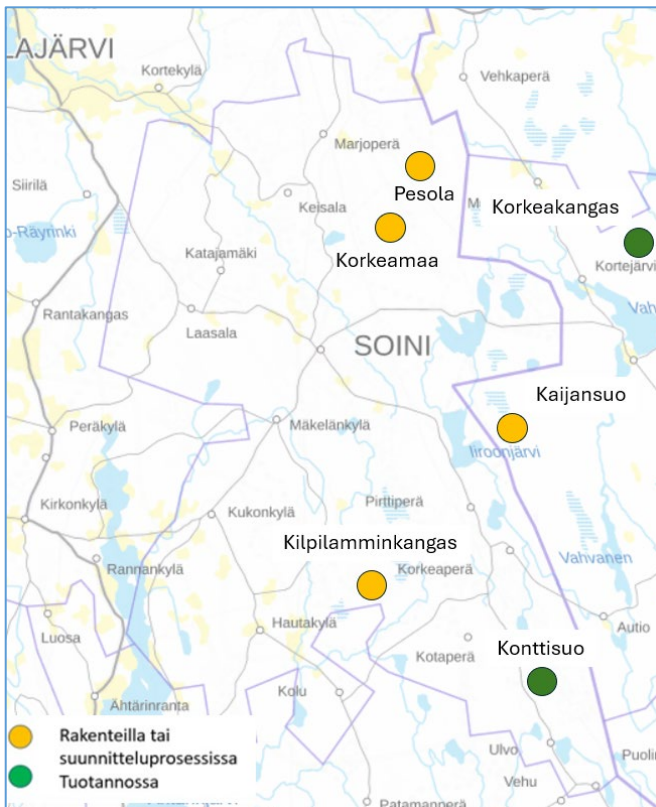 LAJÄRVI
Kortekylä
Vehkaperä
Marjoperä
Siirilä
Keisala
Pesola
M
Korkeakangas
o-Räyrinki
Katajamäki
Korkeamaa
Kortejärvi
Rantakangas
Vah
Laasala
SOINI
Kaijansuo
Peräkylä
Mäkelänkylä
Iiroonjärvi
Kirkonkylä
Kukonkylä
Pirttiperä
Kilpilamminkangas
Rannankylä
Korkeaperä
Vahvanen
Luosa
Hautakylä
Autio
Kotaperä
Konttisuo
Kolu
Ähtärinranta
Rakenteilla tai
suunnitteluprosessissa
Tuotannossa
Ulvo
Puolin
Vehu
Patamanperä